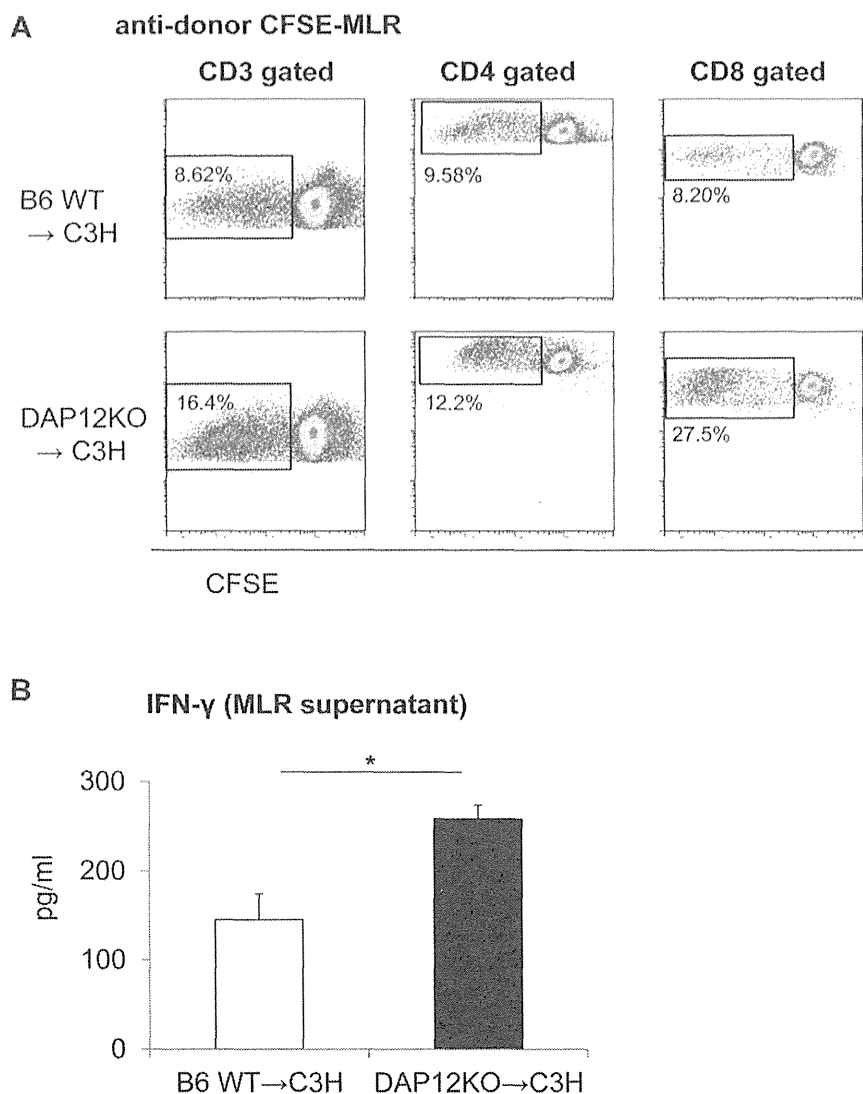 A anti-donor CFSE-MLR
CD3 gated CD4 gated CD8 gated
B6 WT
→ C3H
8.62%
9.58%
8.20%
DAP12KO
→ C3H
16.4%
12.2%
27.5%
CFSE
B IFN-γ (MLR supernatant)
*
300
200
100
0
pg/ml
B6 WT→C3H DAP12KO→C3H